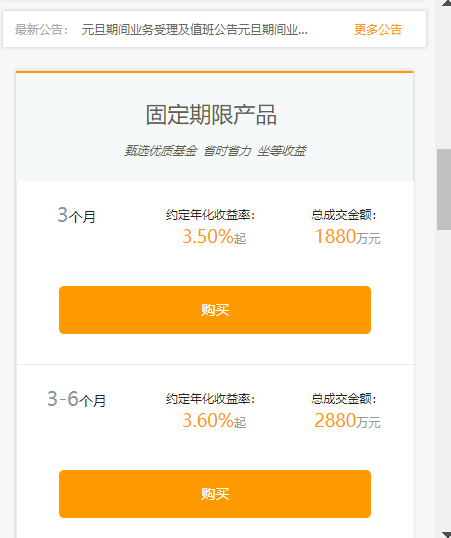 最新公告： 元旦期间业务受理及值班公告元旦期间业... 更多公告
固定期限产品
甄选优质基金 省时省力 坐等收益
3个月 约定年化收益率： 总成交金额：
3.50%起 1880万元
购买
3-6个月 约定年化收益率： 总成交金额：
3.60%起 2880万元
购买